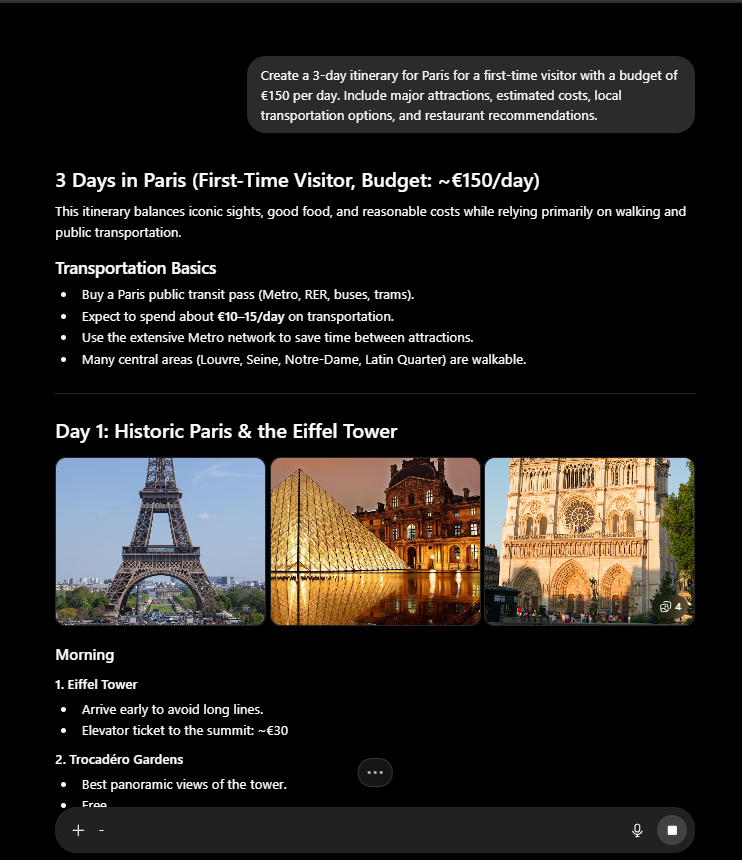 Create a 3-day itinerary for Paris for a first-time visitor with a budget of
€150 per day. Include major attractions, estimated costs, local
transportation options, and restaurant recommendations.
3 Days in Paris (First-Time Visitor, Budget: ~€150/day)
This itinerary balances iconic sights, good food, and reasonable costs while relying primarily on walking and
public transportation.
Transportation Basics
• Buy a Paris public transit pass (Metro, RER, buses, trams).
• Expect to spend about €10–15/day on transportation.
• Use the extensive Metro network to save time between attractions.
• Many central areas (Louvre, Seine, Notre-Dame, Latin Quarter) are walkable.
Day 1: Historic Paris & the Eiffel Tower
4
Morning
1. Eiffel Tower
• Arrive early to avoid long lines.
• Elevator ticket to the summit: ~€30
2. Trocadéro Gardens
• Best panoramic views of the tower.
• Free
-